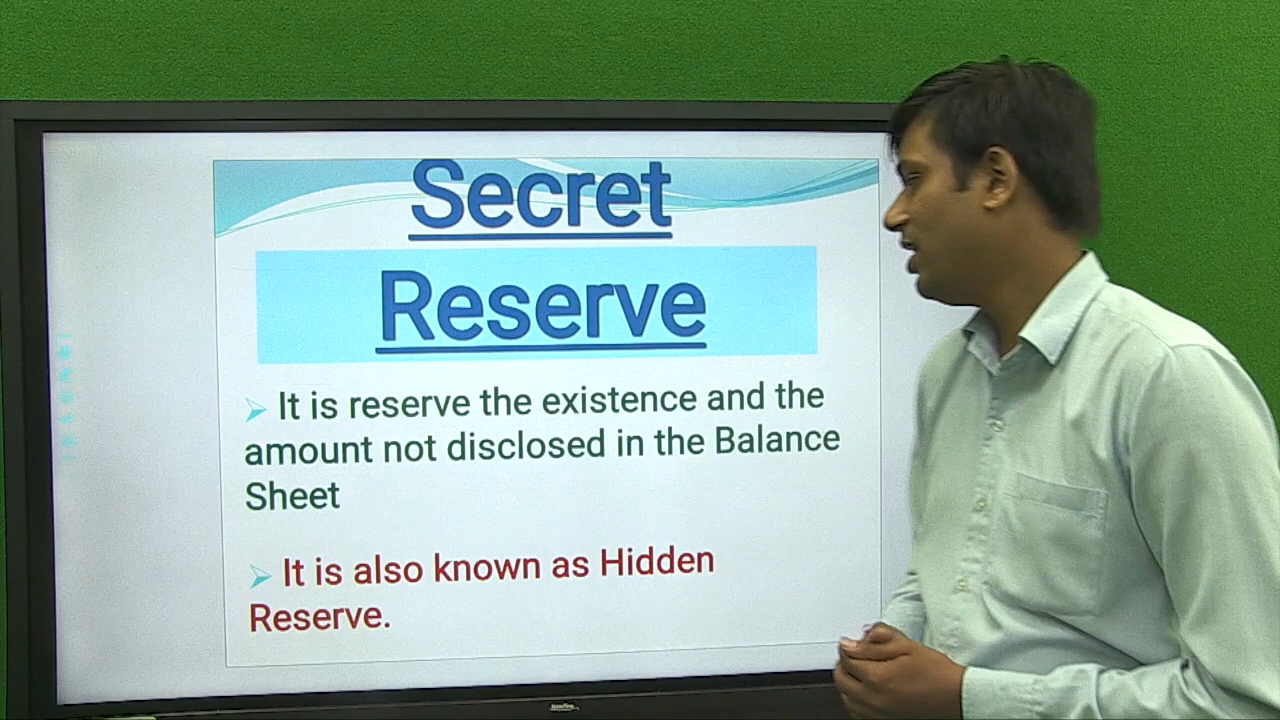 Secret
Reserve
It is reserve the existence and the
amount not disclosed in the Balance
Sheet
It is also known as Hidden
Reserve.